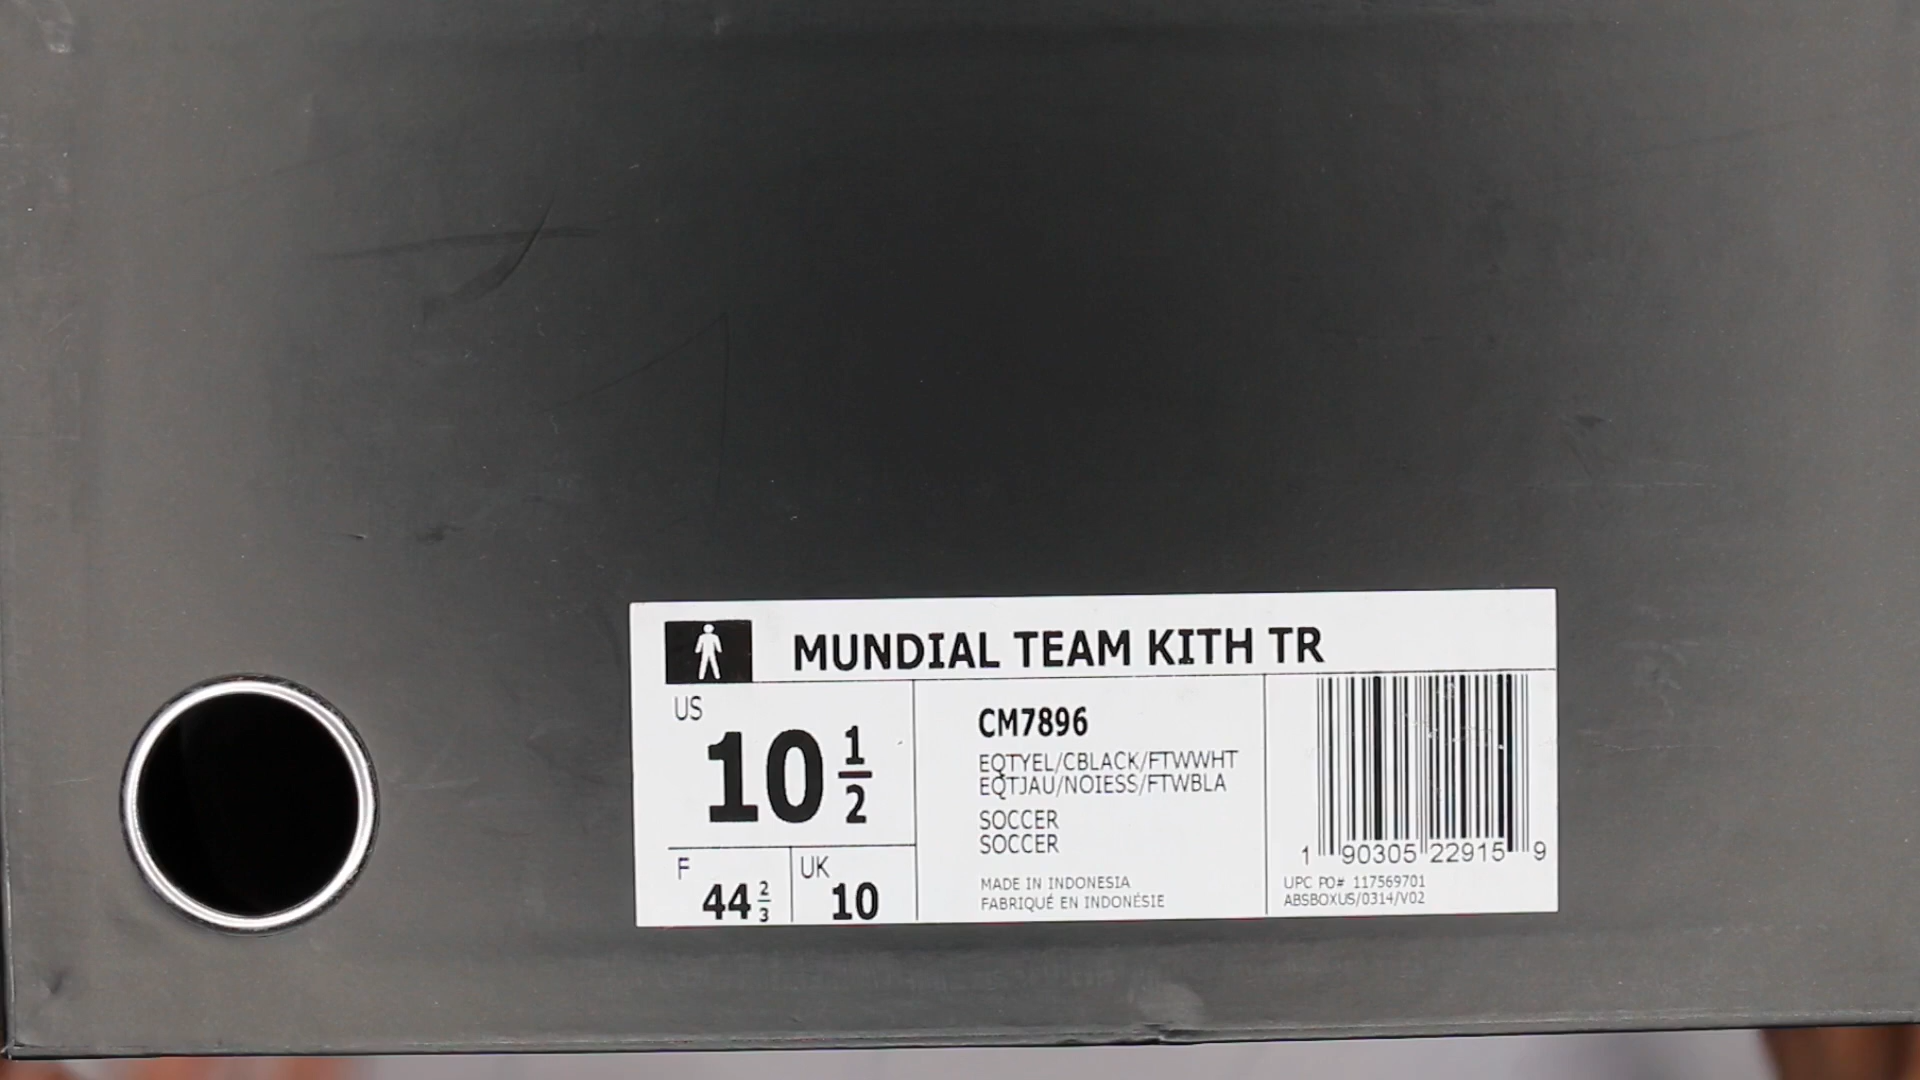 MUNDIAL TEAM KITH TR
US
10 1/2
F
44 2/3
UK
10
CM7896
EQTYEL/CBLACK/FTWWHT
EQTJAU/NOIESS/FTWBLA
SOCCER
SOCCER
MADE IN INDONESIA
FABRIQUÉ EN INDONÉSIE
1 90305 22915 9
UPC PO# 117569701
ABSBOXUS/0314/V02